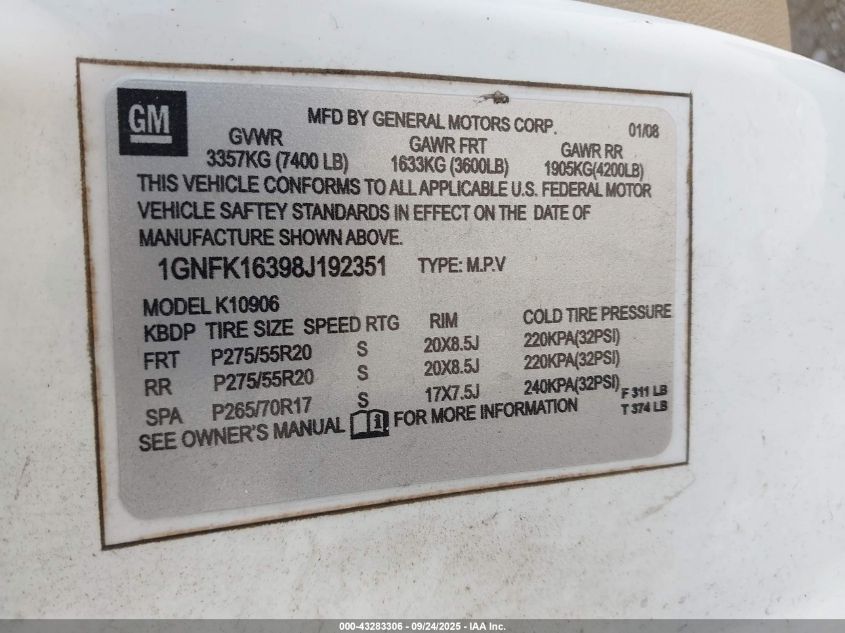 GM
MFD BY GENERAL MOTORS CORP. 01/08
GVWR GAWR FRT GAWR RR
3357KG (7400 LB) 1633KG (3600LB) 1905KG(4200LB)
THIS VEHICLE CONFORMS TO ALL APPLICABLE U.S. FEDERAL MOTOR
VEHICLE SAFTEY STANDARDS IN EFFECT ON THE DATE OF
MANUFACTURE SHOWN ABOVE.
1GNFK16398J192351 TYPE: M.P.V
MODEL K10906
KBDP TIRE SIZE SPEED RTG RIM COLD TIRE PRESSURE
FRT P275/55R20 S 20X8.5J 220KPA(32PSI)
RR P275/55R20 S 20X8.5J 220KPA(32PSI)
SPA P265/70R17 S 17X7.5J 240KPA(32PSI) F 311 LB
T 374 LB
SEE OWNER'S MANUAL i FOR MORE INFORMATION
000-43283306 - 09/24/2025 - IAA Inc.